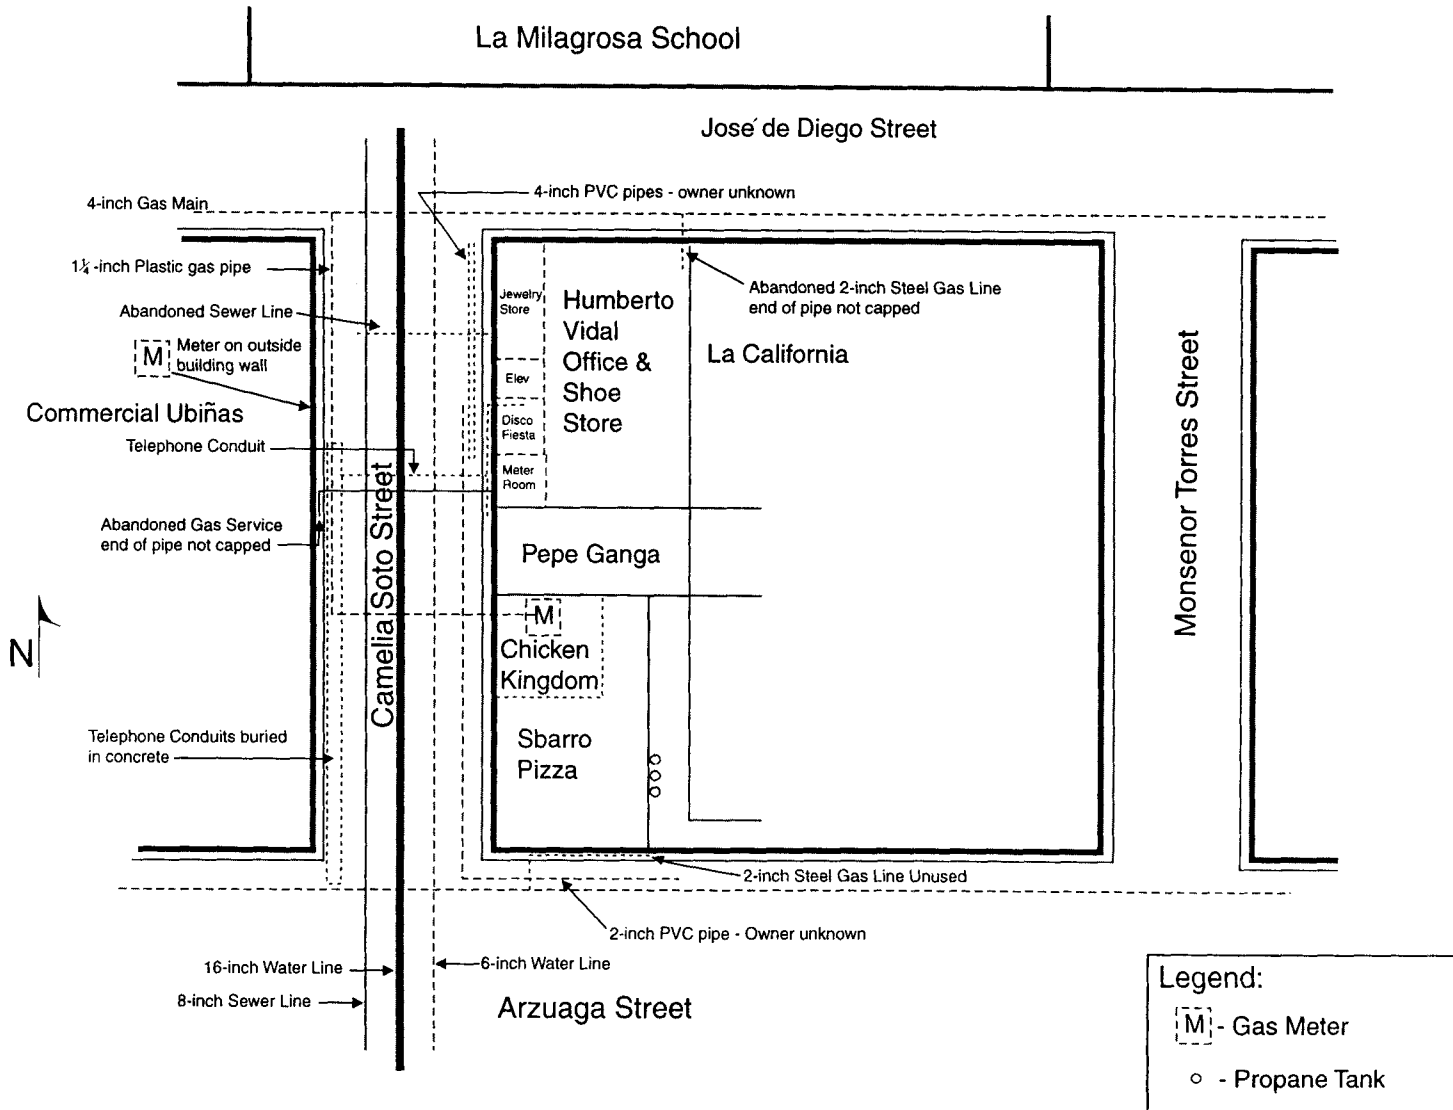 La Milagrosa School
José de Diego Street
4-inch PVC pipes - owner unknown
4-inch Gas Main
1¼-inch Plastic gas pipe
Abandoned Sewer Line
M
Meter on outside
building wall
Commercial Ubiñas
Telephone Conduit
Abandoned Gas Service
end of pipe not capped
N
Telephone Conduits buried
in concrete
Camelia Soto Street
Jewelry
Store
Elev
Disco
Fiesta
Meter
Room
Humberto
Vidal
Office &
Shoe
Store
Abandoned 2-inch Steel Gas Line
end of pipe not capped
La California
Pepe Ganga
M
Chicken
Kingdom
Sbarro
Pizza
Monsenor Torres Street
2-inch Steel Gas Line Unused
2-inch PVC pipe - Owner unknown
16-inch Water Line
6-inch Water Line
8-inch Sewer Line
Arzuaga Street
Legend:
M - Gas Meter
- Propane Tank